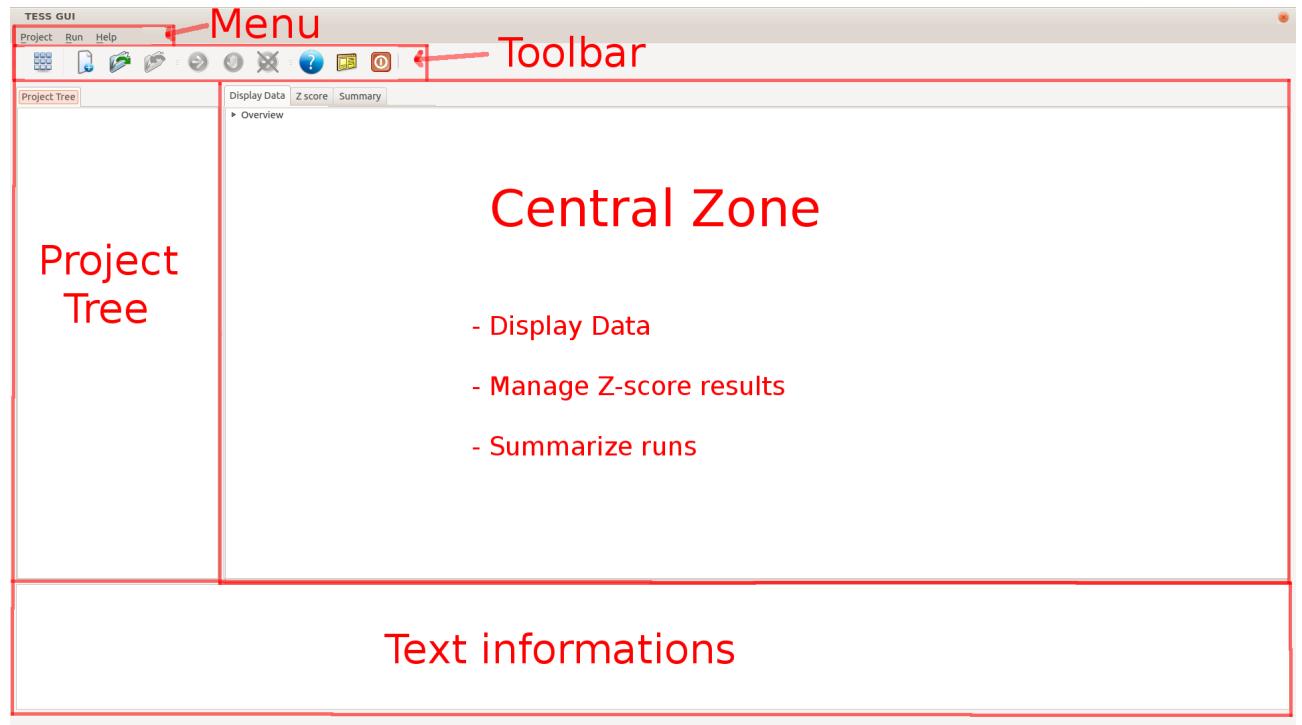 TESS GUI
Menu
Project Run Help
Toolbar
?
Project Tree
Display Data Z score Summary
Overview
Central Zone
Project
Tree
- Display Data
- Manage Z-score results
- Summarize runs
Text informations